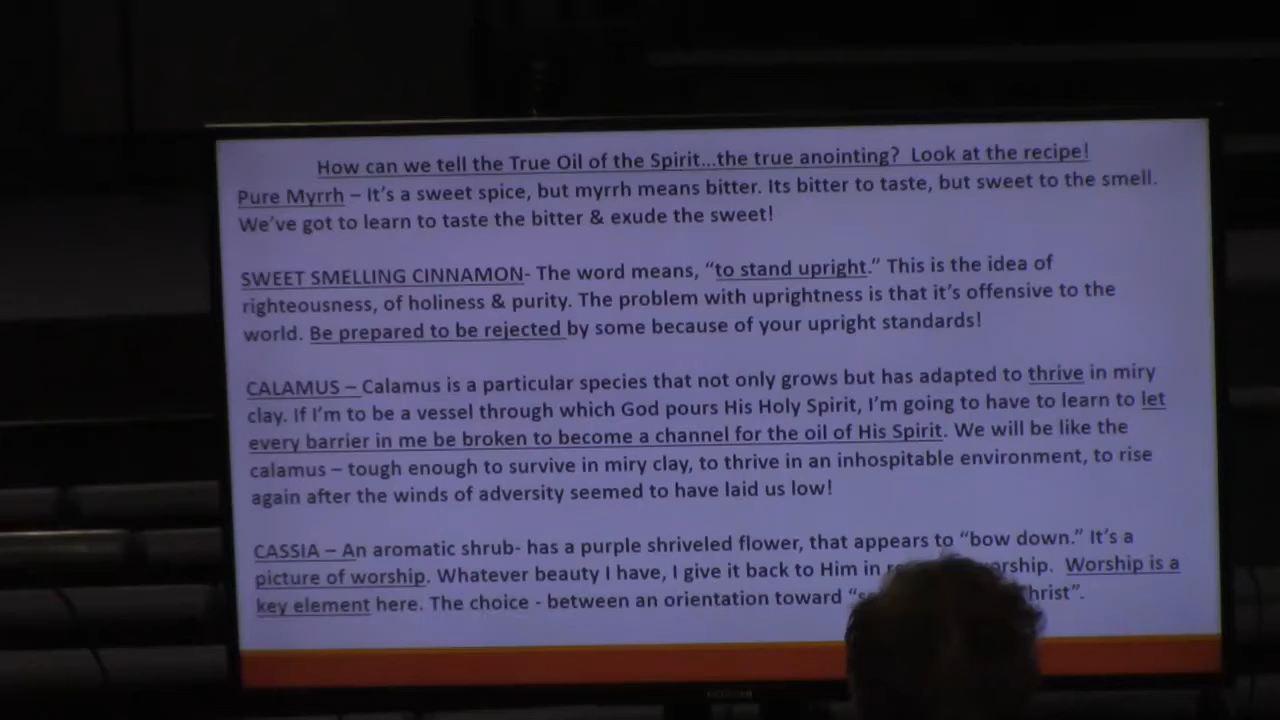 How can we tell the True Oil of the Spirit...the true anointing? Look at the recipe!
Pure Myrrh – It's a sweet spice, but myrrh means bitter. Its bitter to taste, but sweet to the smell.
We've got to learn to taste the bitter & exude the sweet!
SWEET SMELLING CINNAMON- The word means, "to stand upright." This is the idea of
righteousness, of holiness & purity. The problem with uprightness is that it's offensive to the
world. Be prepared to be rejected by some because of your upright standards!
CALAMUS – Calamus is a particular species that not only grows but has adapted to thrive in miry
clay. If I'm to be a vessel through which God pours His Holy Spirit, I'm going to have to learn to let
every barrier in me be broken to become a channel for the oil of His Spirit. We will be like the
calamus – tough enough to survive in miry clay, to thrive in an inhospitable environment, to rise
again after the winds of adversity seemed to have laid us low!
CASSIA – An aromatic shrub- has a purple shriveled flower, that appears to "bow down." It's a
picture of worship. Whatever beauty I have, I give it back to Him in worship. Worship is a
key element here. The choice - between an orientation toward " Christ".